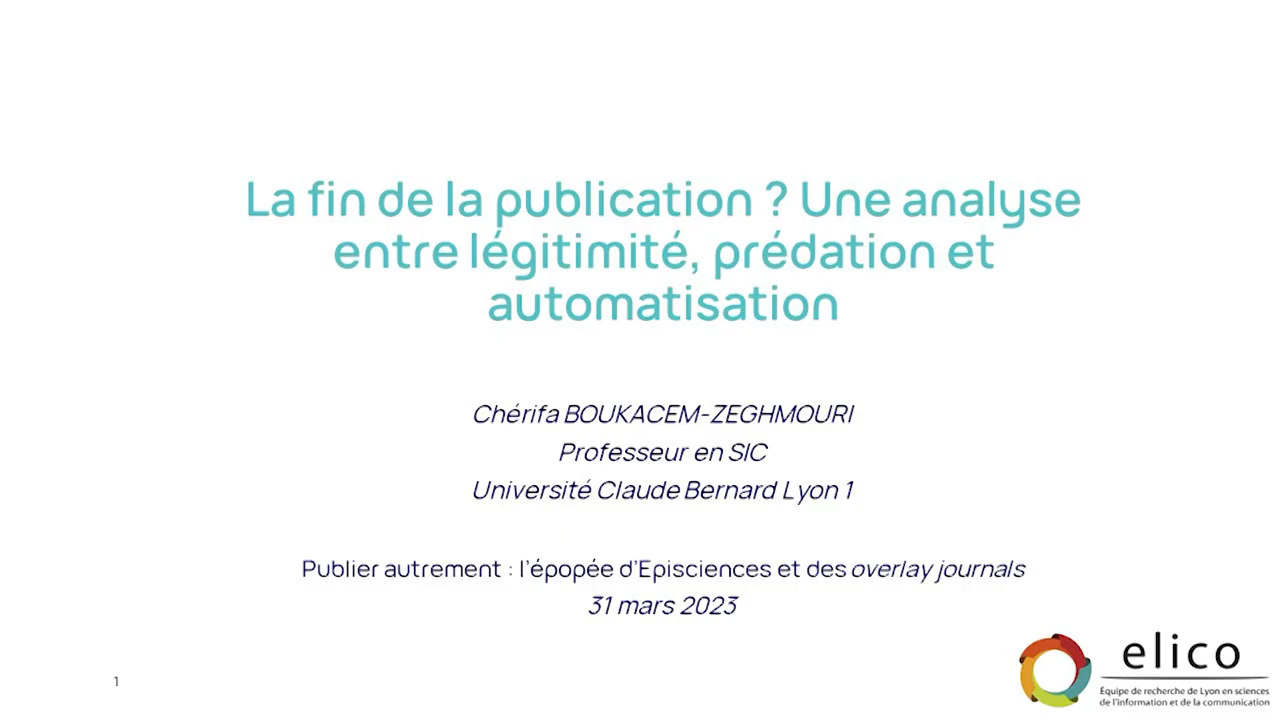 La fin de la publication ? Une analyse
entre légitimité, prédation et
automatisation
Chérifa BOUKACEM-ZEGHMOURI
Professeur en SIC
Université Claude Bernard Lyon 1
Publier autrement : l’épopée d’Episciences et des overlay journals
31 mars 2023
1
elico
Équipe de recherche de Lyon en sciences
de l'information et de la communication